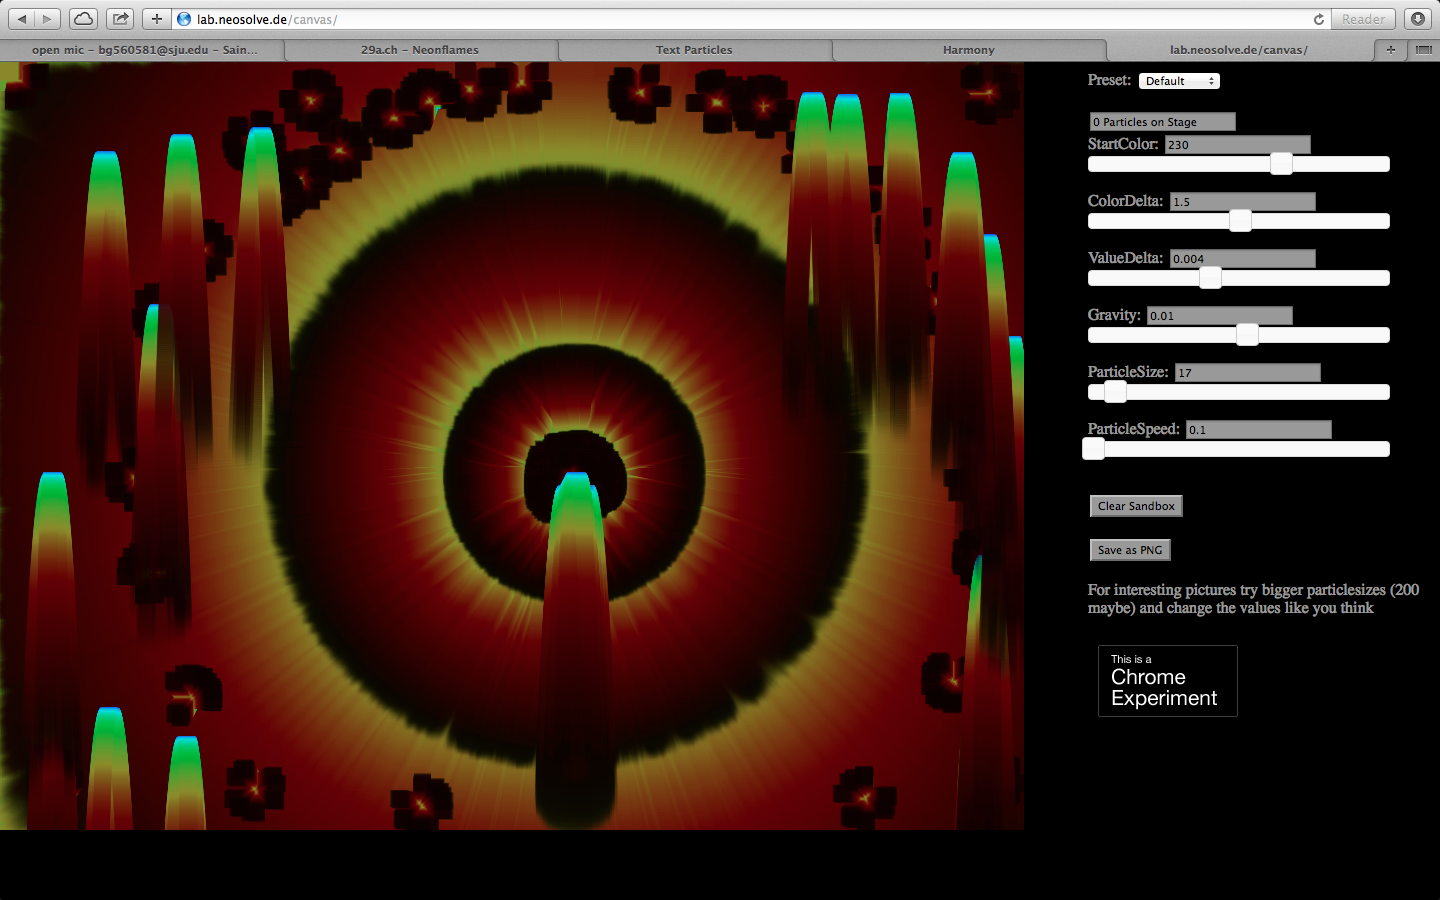 lab.neosolve.de/canvas/
Reader
open mic – bg560581@sju.edu – Sain...
29a.ch – Neonflames
Text Particles
Harmony
lab.neosolve.de/canvas/
Preset: Default
0 Particles on Stage
StartColor: 230
ColorDelta: 1.5
ValueDelta: 0.004
Gravity: 0.01
ParticleSize: 17
ParticleSpeed: 0.1
Clear Sandbox
Save as PNG
For interesting pictures try bigger particlesizes (200
maybe) and change the values like you think
This is a
Chrome
Experiment